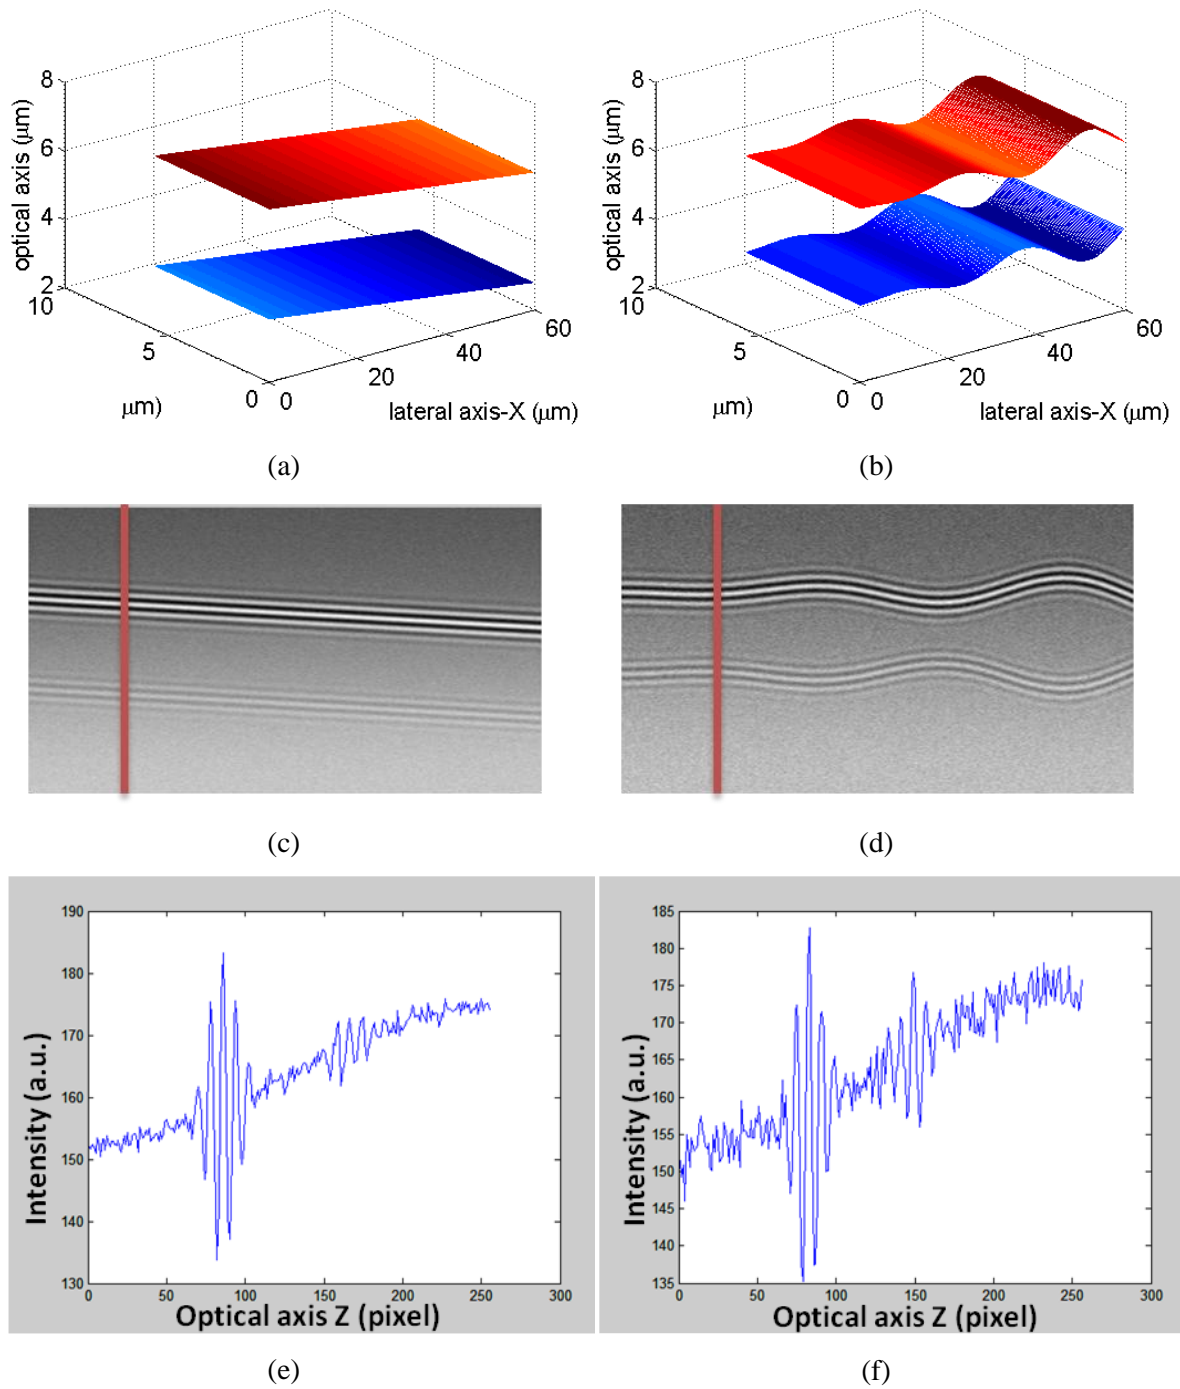 8
6
4
2
10
5
0
0
20
40
60
optical axis (μm)
μm)
lateral axis-X (μm)
(a)
8
6
4
2
10
5
0
0
20
40
60
optical axis (μm)
μm)
lateral axis-X (μm)
(b)
(c)
(d)
190
180
170
160
150
140
130
0 50 100 150 200 250 300
Intensity (a.u.)
Optical axis Z (pixel)
(e)
185
180
175
170
165
160
155
150
145
140
135
0 50 100 150 200 250 300
Intensity (a.u.)
Optical axis Z (pixel)
(f)